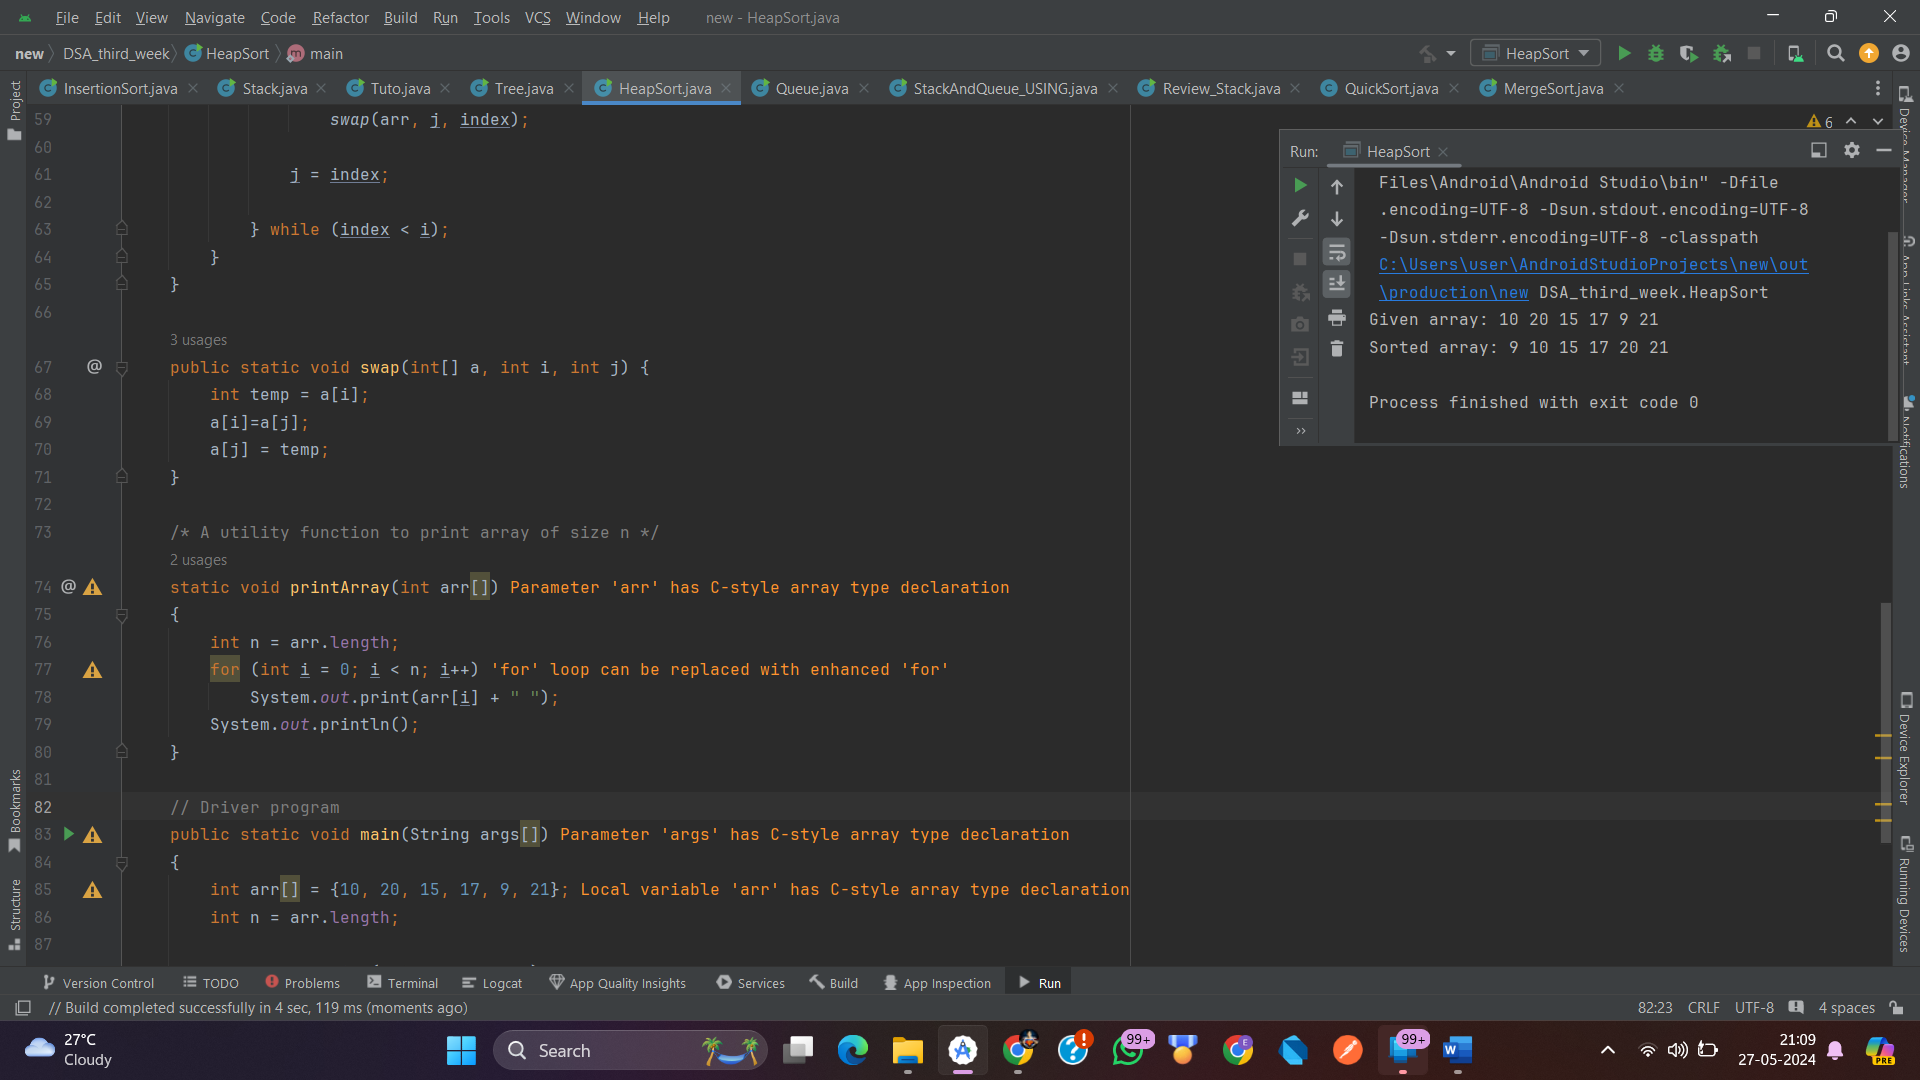 File Edit View Navigate Code Refactor Build Run Tools VCS Window Help new - HeapSort.java
new DSA_third_week HeapSort main HeapSort
InsertionSort.java Stack.java Tuto.java Tree.java HeapSort.java Queue.java StackAndQueue_USING.java Review_Stack.java QuickSort.java MergeSort.java
Project
Bookmarks
Structure
59 swap(arr, j, index);
60
61 j = index;
62
63 } while (index < i);
64 }
65 }
66
3 usages
67 @ public static void swap(int[] a, int i, int j) {
68 int temp = a[i];
69 a[i]=a[j];
70 a[j] = temp;
71 }
72
73 /* A utility function to print array of size n */
2 usages
74 @ static void printArray(int arr[]) Parameter 'arr' has C-style array type declaration
75 {
76 int n = arr.length;
77 for (int i = 0; i < n; i++) 'for' loop can be replaced with enhanced 'for'
78 System.out.print(arr[i] + " ");
79 System.out.println();
80 }
81
82 // Driver program
83 public static void main(String args[]) Parameter 'args' has C-style array type declaration
84 {
85 int arr[] = {10, 20, 15, 17, 9, 21}; Local variable 'arr' has C-style array type declaration
86 int n = arr.length;
87
6
Run: HeapSort
Files\Android\Android Studio\bin" -Dfile
.encoding=UTF-8 -Dsun.stdout.encoding=UTF-8
-Dsun.stderr.encoding=UTF-8 -classpath
C:\Users\user\AndroidStudioProjects\new\out
\production\new DSA_third_week.HeapSort
Given array: 10 20 15 17 9 21
Sorted array: 9 10 15 17 20 21
Process finished with exit code 0
Device Manager
App Links Assistant
Notifications
Device Explorer
Running Devices
Version Control TODO Problems Terminal Logcat App Quality Insights Services Build App Inspection Run
// Build completed successfully in 4 sec, 119 ms (moments ago) 82:23 CRLF UTF-8 4 spaces
27°C
Cloudy
Search
99+
E
99+
21:09
27-05-2024
PRE